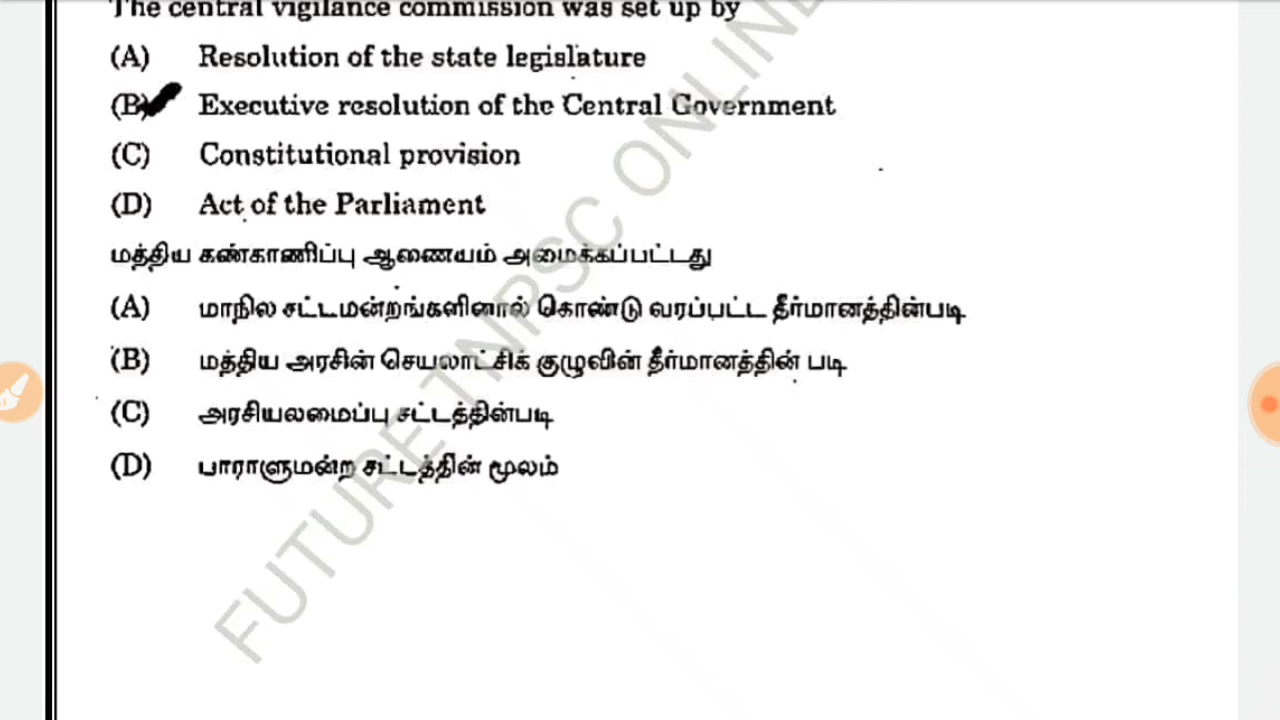 The central vigilance commission was set up by
(A) Resolution of the state legislature
(B) Executive resolution of the Central Government
(C) Constitutional provision
(D) Act of the Parliament
மத்திய கண்காணிப்பு ஆணையம் அமைக்கப்பட்டது
(A) மாநில சட்டமன்றங்களினால் கொண்டு வரப்பட்ட தீர்மானத்தின்படி
(B) மத்திய அரசின் செயலாட்சிக் குழுவின் தீர்மானத்தின் படி
(C) அரசியலமைப்பு சட்டத்தின்படி
(D) பாராளுமன்ற சட்டத்தின் மூலம்
FUTURE TNPSC ONLINE